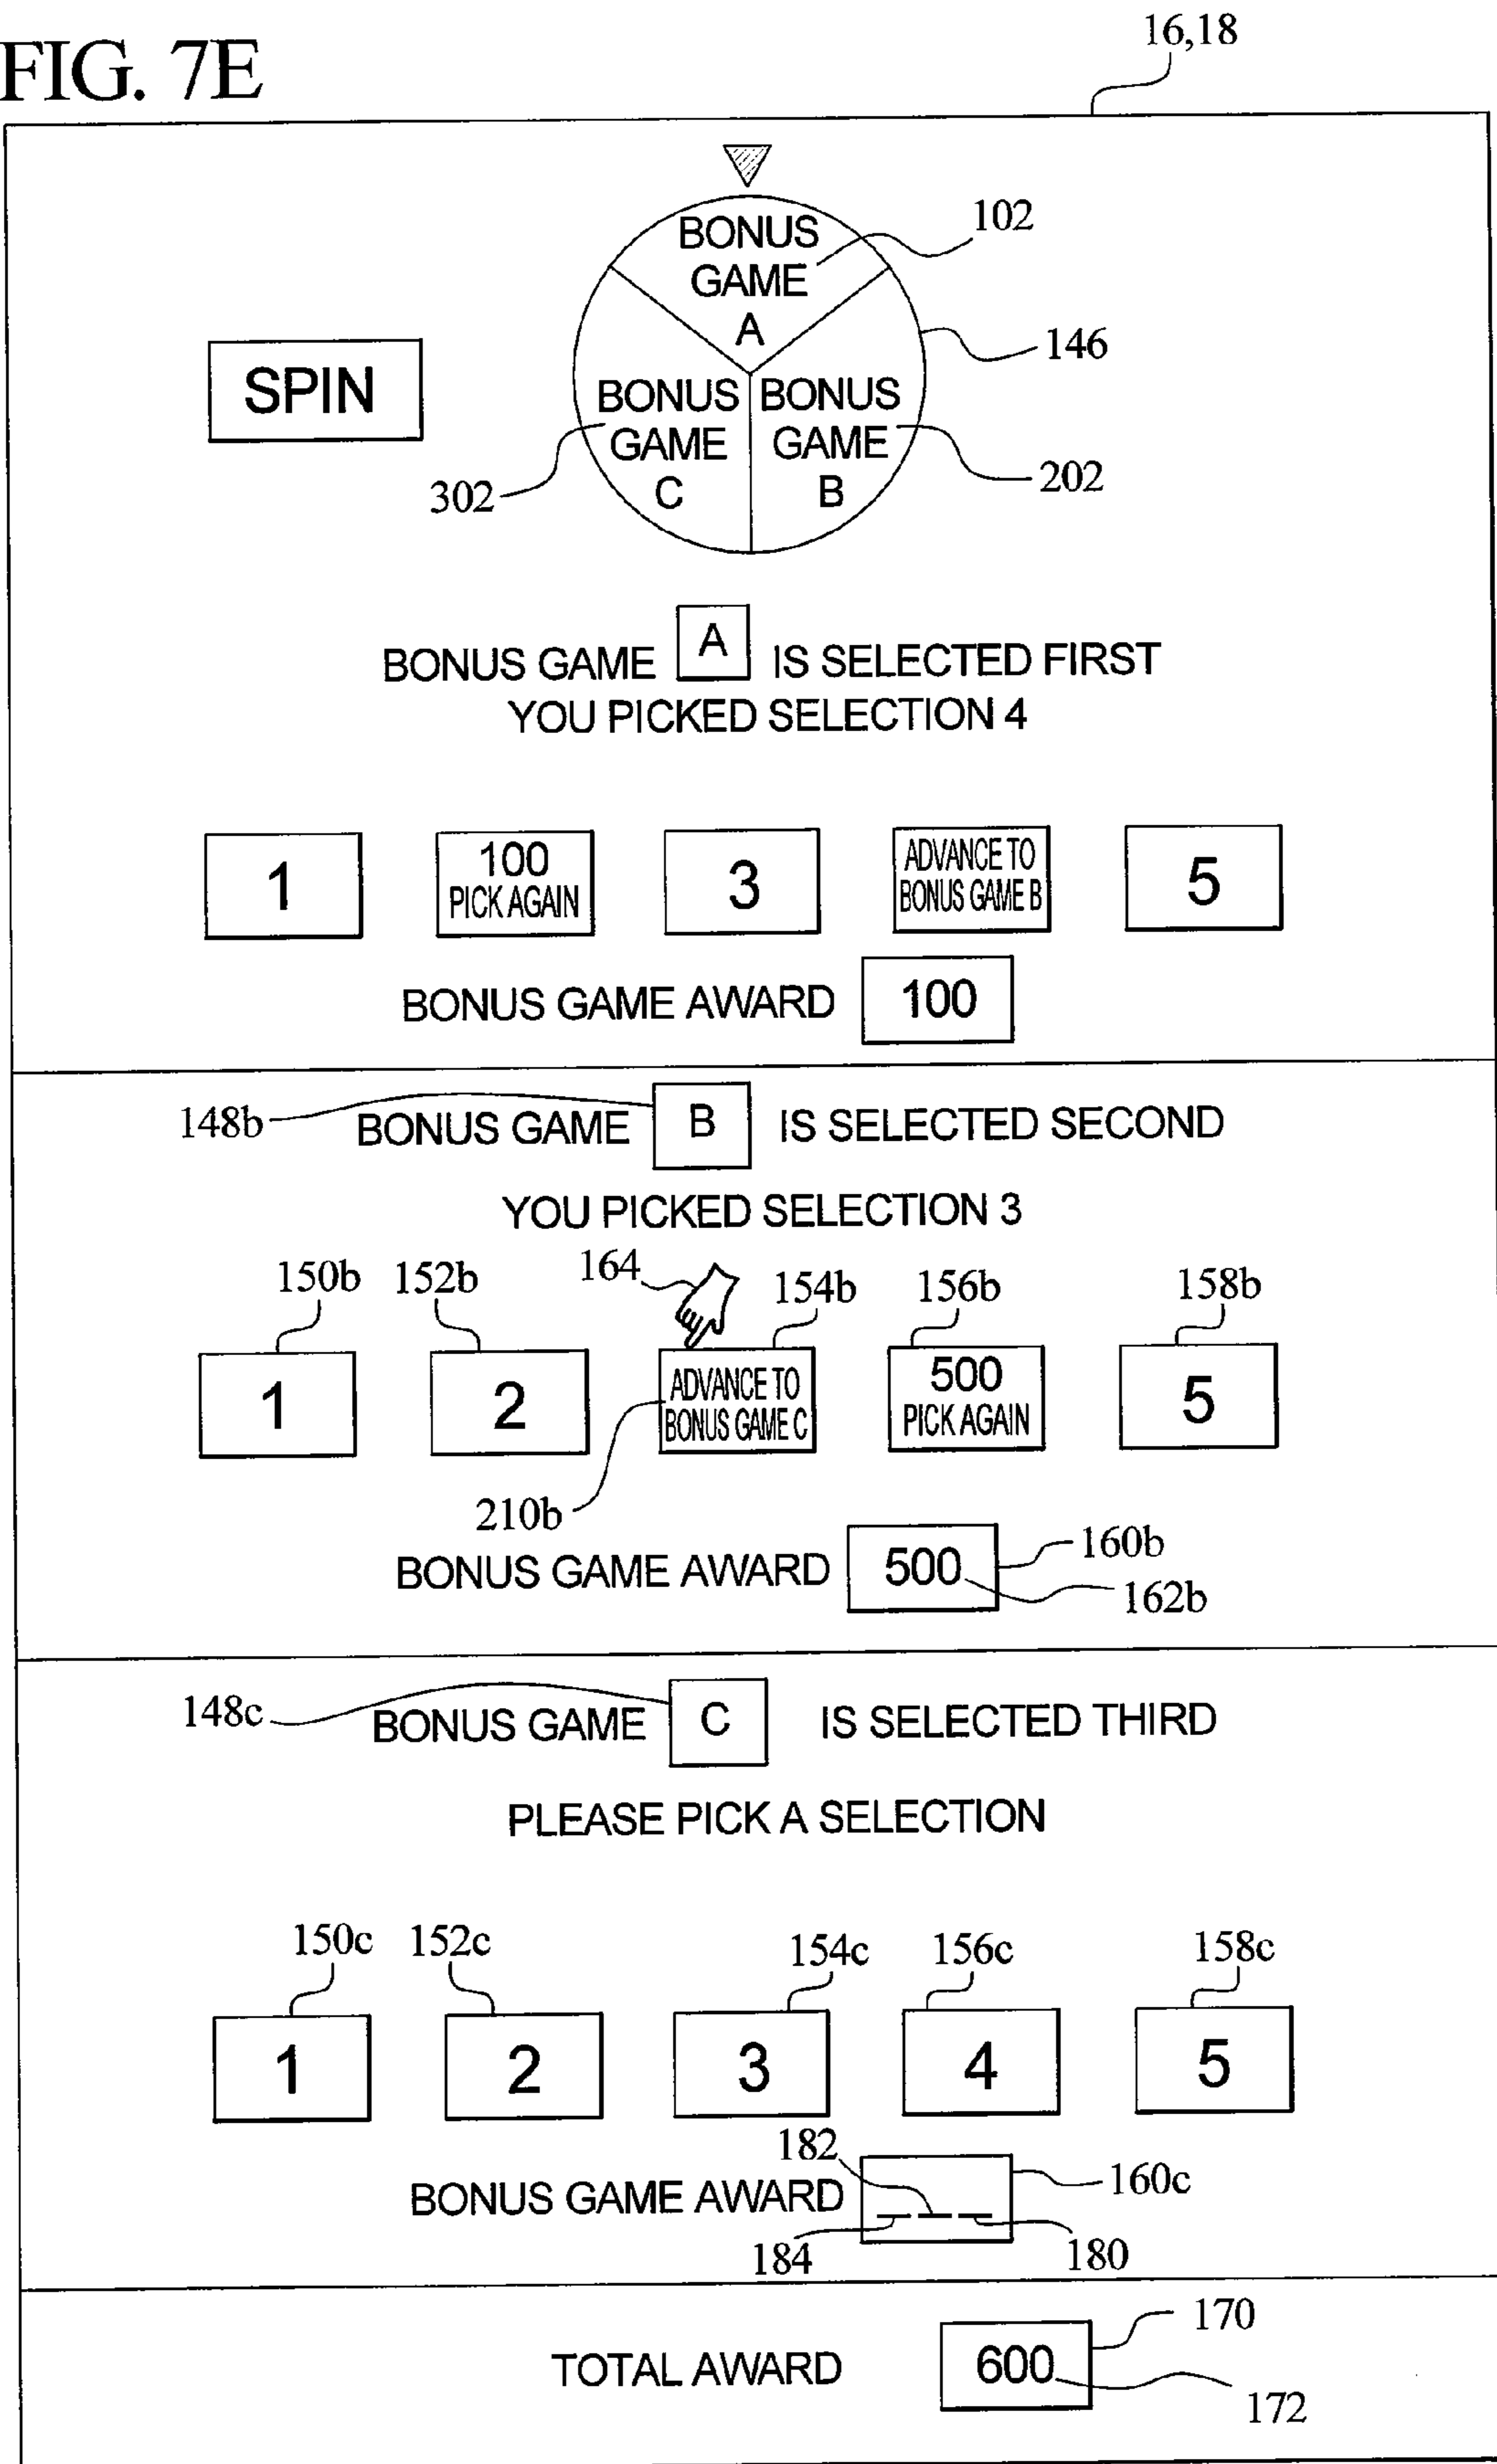 FIG. 7E
16,18
BONUS
GAME
A
102
146
SPIN
BONUS
GAME
C
BONUS
GAME
B
302
202
BONUS GAME A IS SELECTED FIRST
YOU PICKED SELECTION 4
1
100
PICK AGAIN
3
ADVANCE TO
BONUS GAME B
5
BONUS GAME AWARD 100
148b BONUS GAME B IS SELECTED SECOND
YOU PICKED SELECTION 3
150b 152b 164 154b 156b 158b
1
2
ADVANCE TO
BONUS GAME C
500
PICK AGAIN
5
210b
BONUS GAME AWARD 500 160b
162b
148c BONUS GAME C IS SELECTED THIRD
PLEASE PICK A SELECTION
150c 152c 154c 156c 158c
1 2 3 4 5
182
BONUS GAME AWARD 160c
184 180
TOTAL AWARD 600 170
172